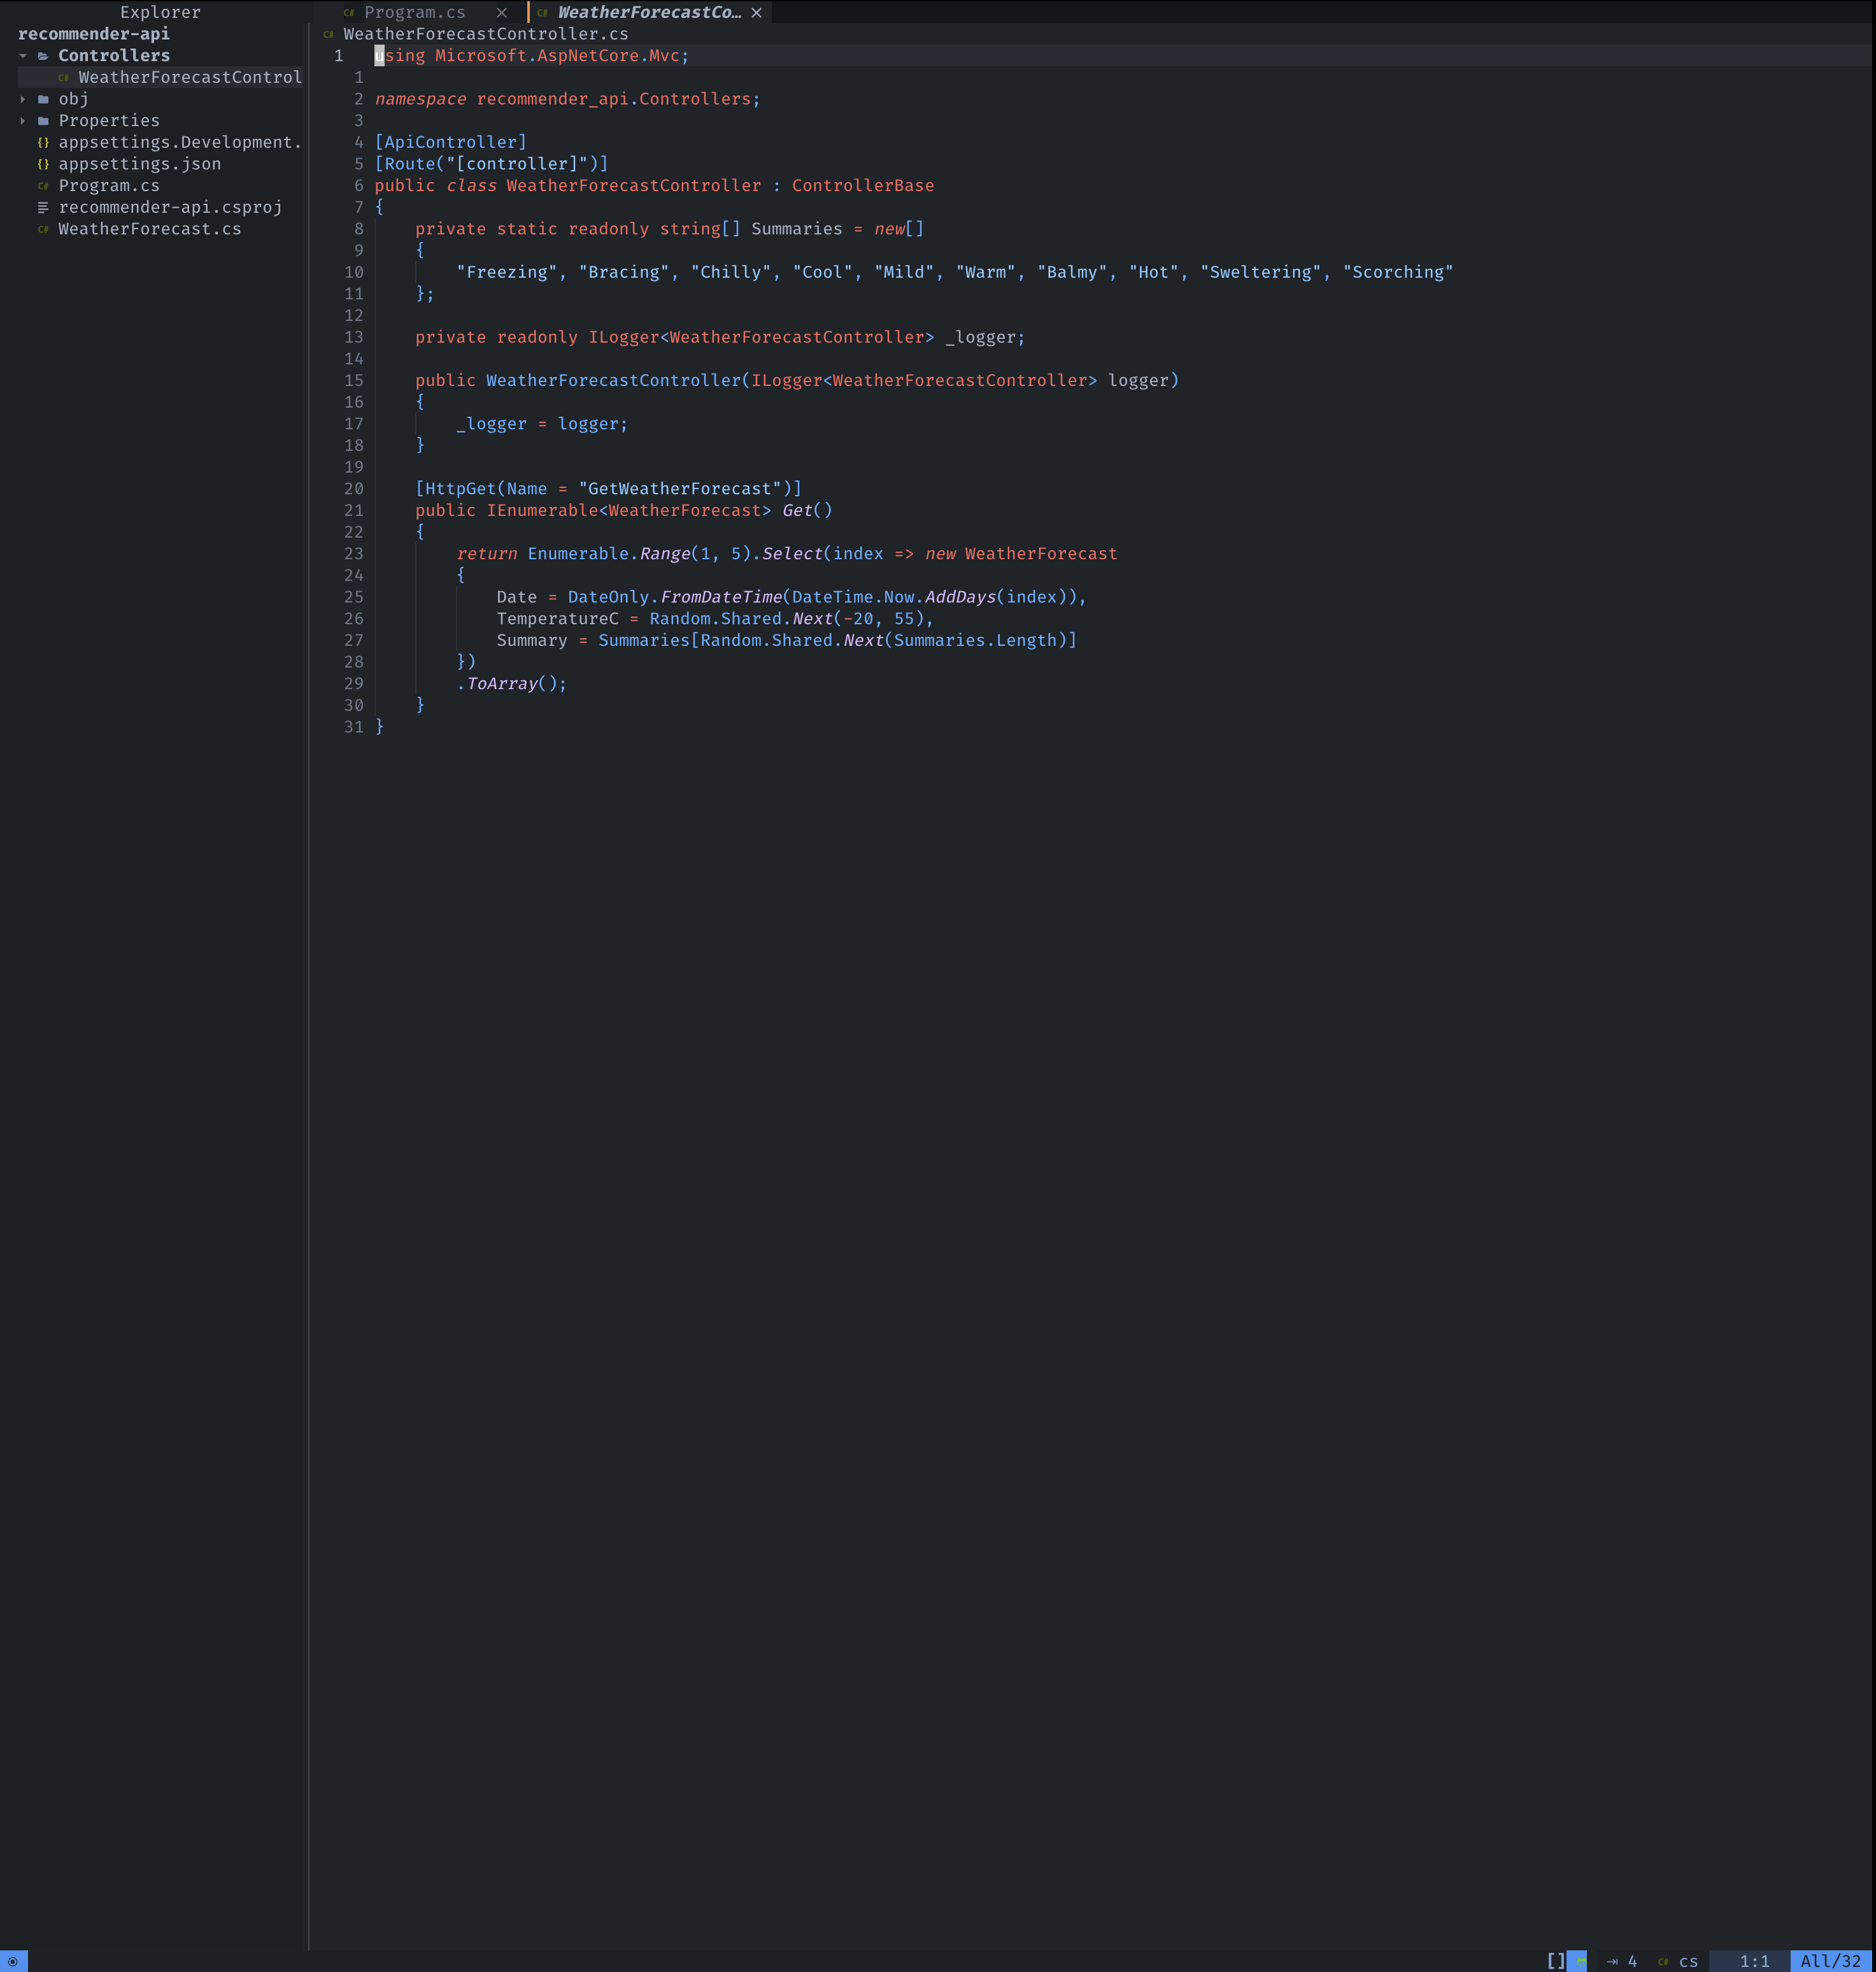 Explorer
recommender-api
Controllers
WeatherForecastControl
obj
Properties
appsettings.Development.
appsettings.json
Program.cs
recommender-api.csproj
WeatherForecast.cs
Program.cs × WeatherForecastCo… ×
WeatherForecastController.cs
1 using Microsoft.AspNetCore.Mvc;
1
2 namespace recommender_api.Controllers;
3
4 [ApiController]
5 [Route("[controller]")]
6 public class WeatherForecastController : ControllerBase
7 {
8     private static readonly string[] Summaries = new[]
9     {
10         "Freezing", "Bracing", "Chilly", "Cool", "Mild", "Warm", "Balmy", "Hot", "Sweltering", "Scorching"
11     };
12
13     private readonly ILogger<WeatherForecastController> _logger;
14
15     public WeatherForecastController(ILogger<WeatherForecastController> logger)
16     {
17         _logger = logger;
18     }
19
20     [HttpGet(Name = "GetWeatherForecast")]
21     public IEnumerable<WeatherForecast> Get()
22     {
23         return Enumerable.Range(1, 5).Select(index => new WeatherForecast
24         {
25             Date = DateOnly.FromDateTime(DateTime.Now.AddDays(index)),
26             TemperatureC = Random.Shared.Next(-20, 55),
27             Summary = Summaries[Random.Shared.Next(Summaries.Length)]
28         })
29         .ToArray();
30     }
31 }
[] 4 cs 1:1 All/32